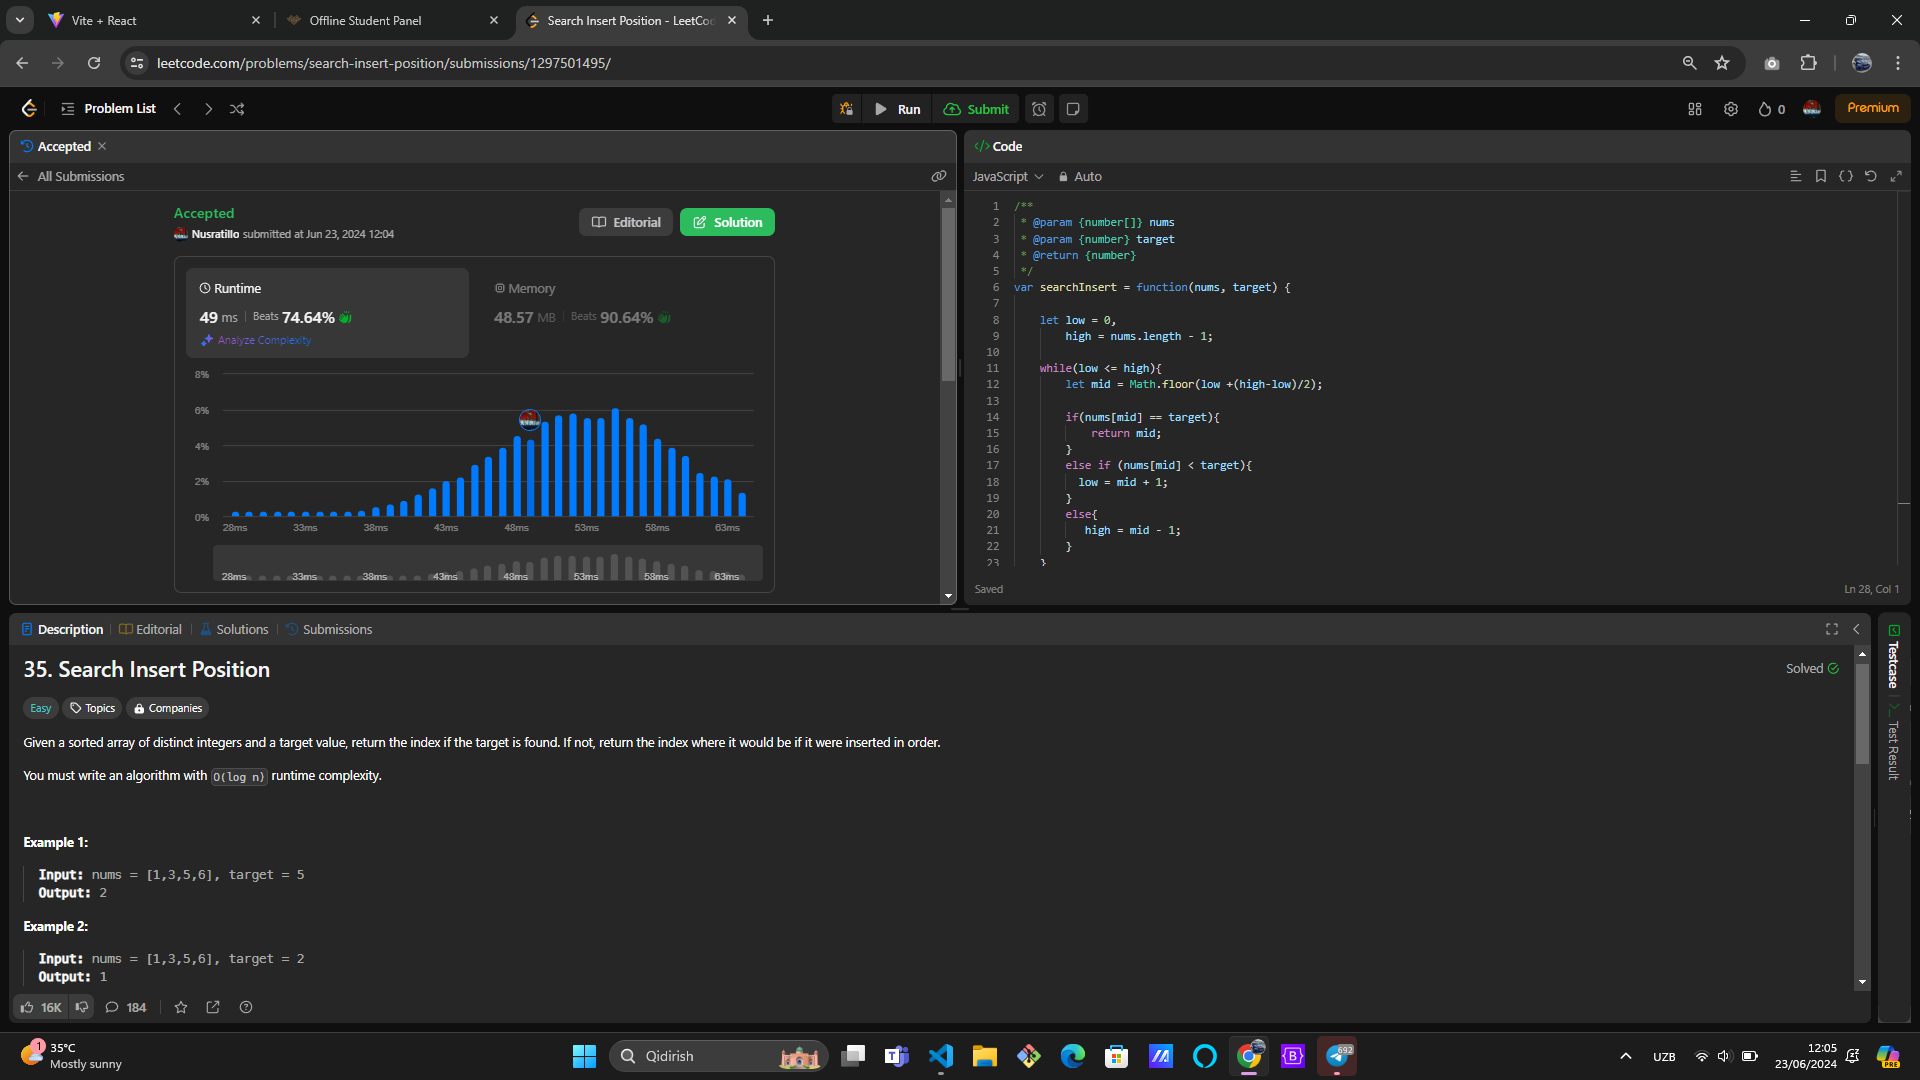 Vite + React
Offline Student Panel
Search Insert Position - LeetCo
leetcode.com/problems/search-insert-position/submissions/1297501495/
Problem List
Run
Submit
0
Premium
Accepted
All Submissions
Accepted
Nusratillo submitted at Jun 23, 2024 12:04
Editorial
Solution
Runtime
49 ms | Beats 74.64%
Analyze Complexity
Memory
48.57 MB | Beats 90.64%
8%
6%
4%
2%
0%
28ms 33ms 38ms 43ms 48ms 53ms 58ms 63ms
28ms 33ms 38ms 43ms 48ms 53ms 58ms 63ms
</> Code
JavaScript
Auto
1 /**
2 * @param {number[]} nums
3 * @param {number} target
4 * @return {number}
5 */
6 var searchInsert = function(nums, target) {
7
8 let low = 0,
9 high = nums.length - 1;
10
11 while(low <= high){
12 let mid = Math.floor(low +(high-low)/2);
13
14 if(nums[mid] == target){
15 return mid;
16 }
17 else if (nums[mid] < target){
18 low = mid + 1;
19 }
20 else{
21 high = mid - 1;
22 }
23 }
Saved
Ln 28, Col 1
Description
Editorial
Solutions
Submissions
35. Search Insert Position
Solved
Easy
Topics
Companies
Given a sorted array of distinct integers and a target value, return the index if the target is found. If not, return the index where it would be if it were inserted in order.
You must write an algorithm with O(log n) runtime complexity.
Example 1:
Input: nums = [1,3,5,6], target = 5
Output: 2
Example 2:
Input: nums = [1,3,5,6], target = 2
Output: 1
16K
184
Testcase
Test Result
1
35°C
Mostly sunny
Qidirish
692
UZB
12:05
23/06/2024
PRE